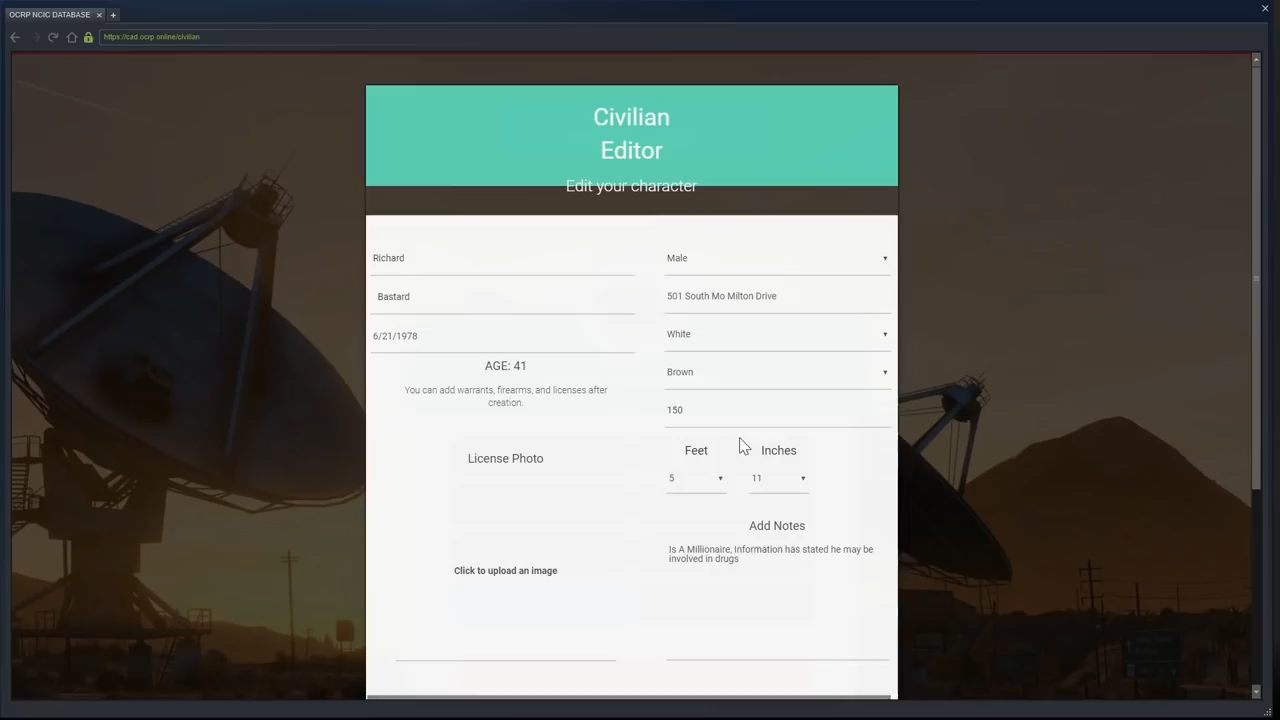 OCRP NCIC DATABASE
https://cad.ocrp.online/civilian
Civilian
Editor
Edit your character
Richard
Bastard
6/21/1978
AGE: 41
You can add warrants, firearms, and licenses after
creation.
License Photo
Click to upload an image
Male
501 South Mo Milton Drive
White
Brown
150
Feet
Inches
5
11
Add Notes
Is A Millionaire, Information has stated he may be
involved in drugs